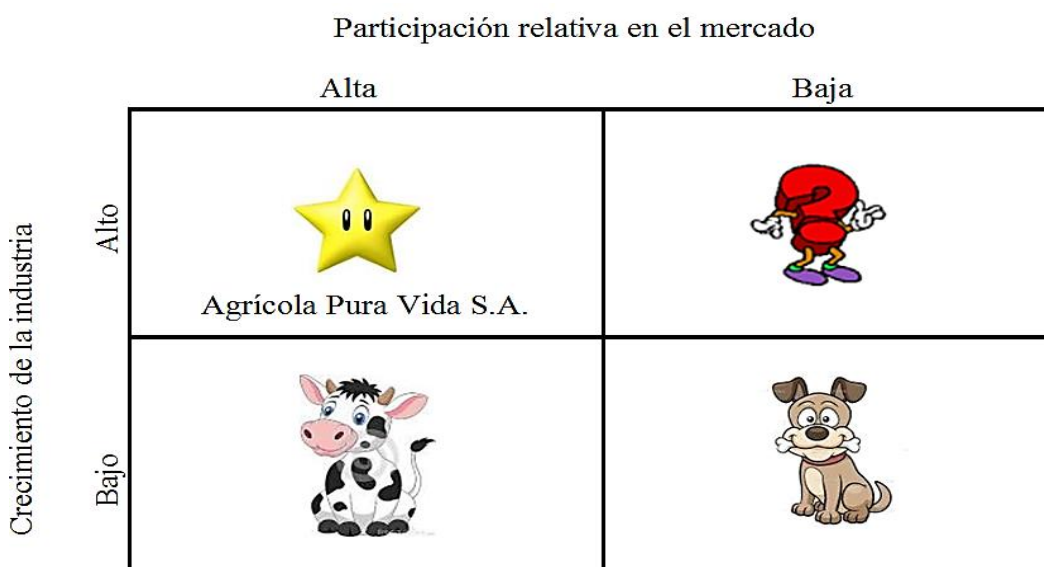 Participación relativa en el mercado
Alta
Baja
Crecimiento de la industria
Alto
Agrícola Pura Vida S.A.
Bajo